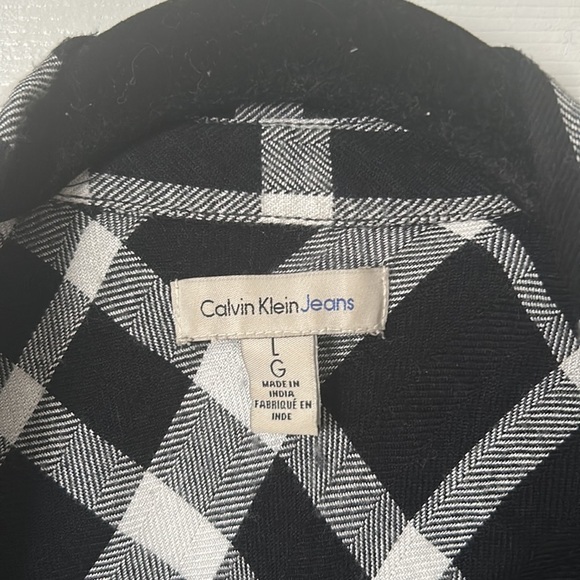 Calvin Klein Jeans
L
G
MADE IN
INDIA
FABRIQUÉ EN
INDE